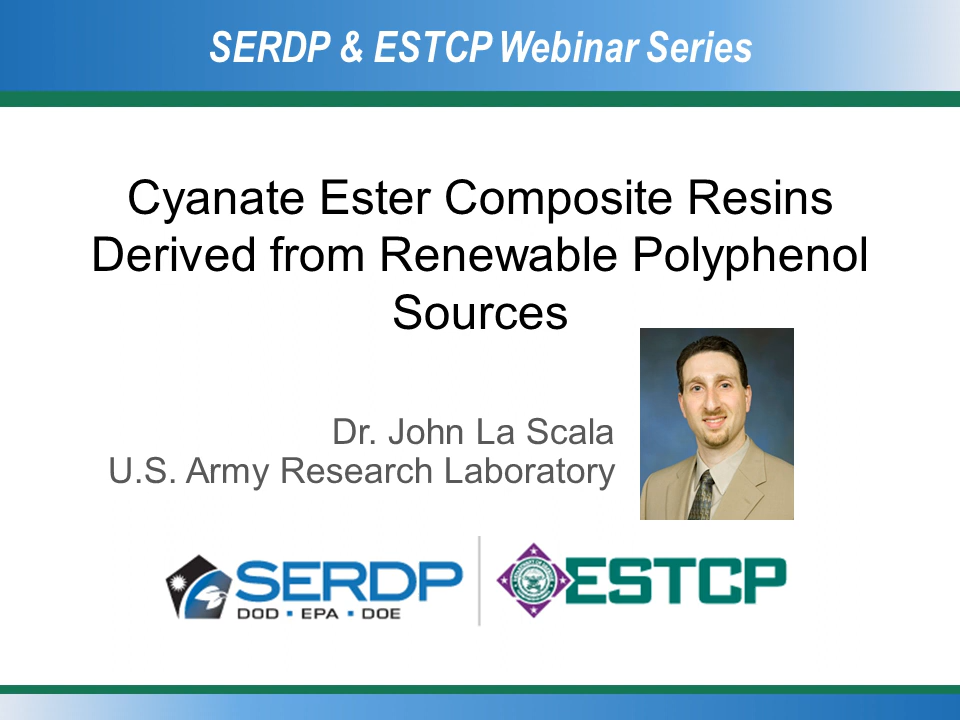 SERDP & ESTCP Webinar Series
Cyanate Ester Composite Resins
Derived from Renewable Polyphenol
Sources
Dr. John La Scala
U.S. Army Research Laboratory
SERDP
DOD • EPA • DOE
ESTCP